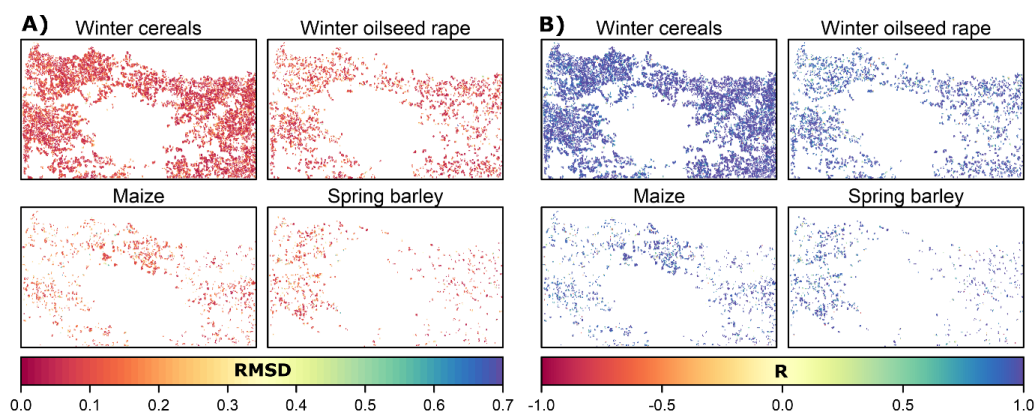 A)
Winter cereals
Winter oilseed rape
Maize
Spring barley
RMSD
0.0 0.1 0.2 0.3 0.4 0.5 0.6 0.7
B)
Winter cereals
Winter oilseed rape
Maize
Spring barley
R
-1.0 -0.5 0.0 0.5 1.0